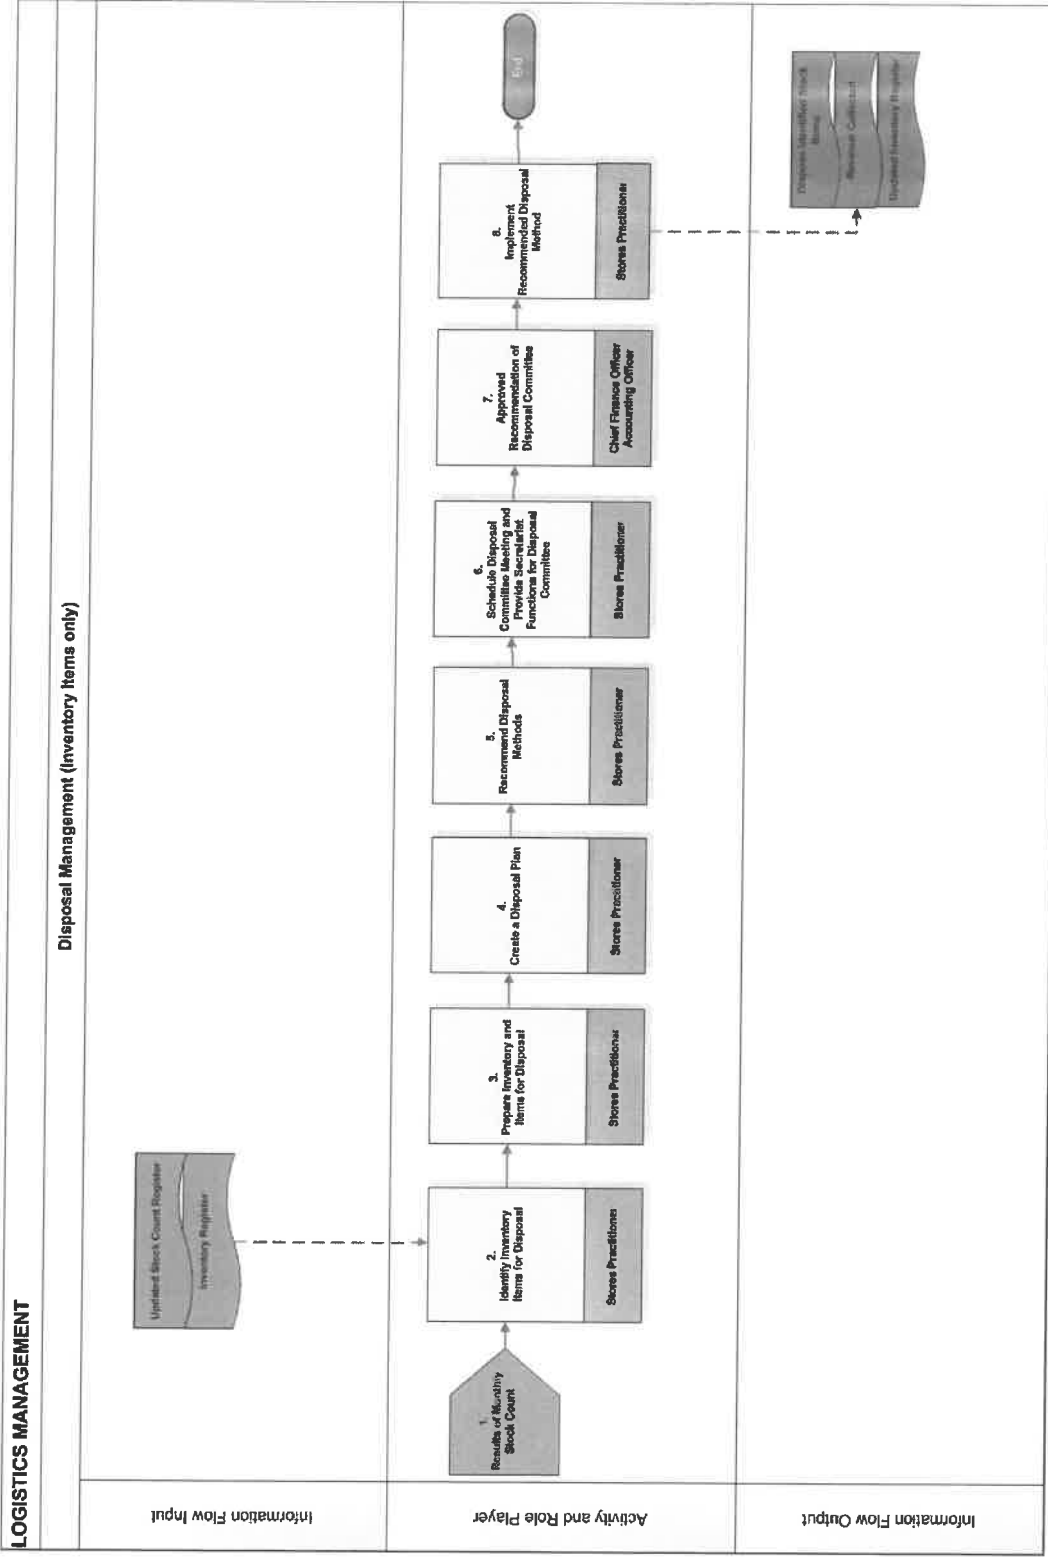 LOGISTICS MANAGEMENT
Disposal Management (Inventory Items only)
Information Flow Input
Updated Stock Count Register
Inventory Register
Activity and Role Player
1.
Results of Monthly
Stock Count
2.
Identify Inventory
Items for Disposal
Stores Practitioner
3.
Prepare Inventory and
Items for Disposal
Stores Practitioner
4.
Create a Disposal Plan
Stores Practitioner
5.
Recommend Disposal
Methods
Stores Practitioner
6.
Schedule Disposal
Committee Meeting and
Provide Secretariat
Functions for Disposal
Committee
Stores Practitioner
7.
Approved
Recommendation of
Disposal Committee
Chief Finance Officer
Accounting Officer
8.
Implement
Recommended Disposal
Method
Stores Practitioner
End
Information Flow Output
Dispose Identified Stock
Items
Revenue Collected
Updated Inventory Register